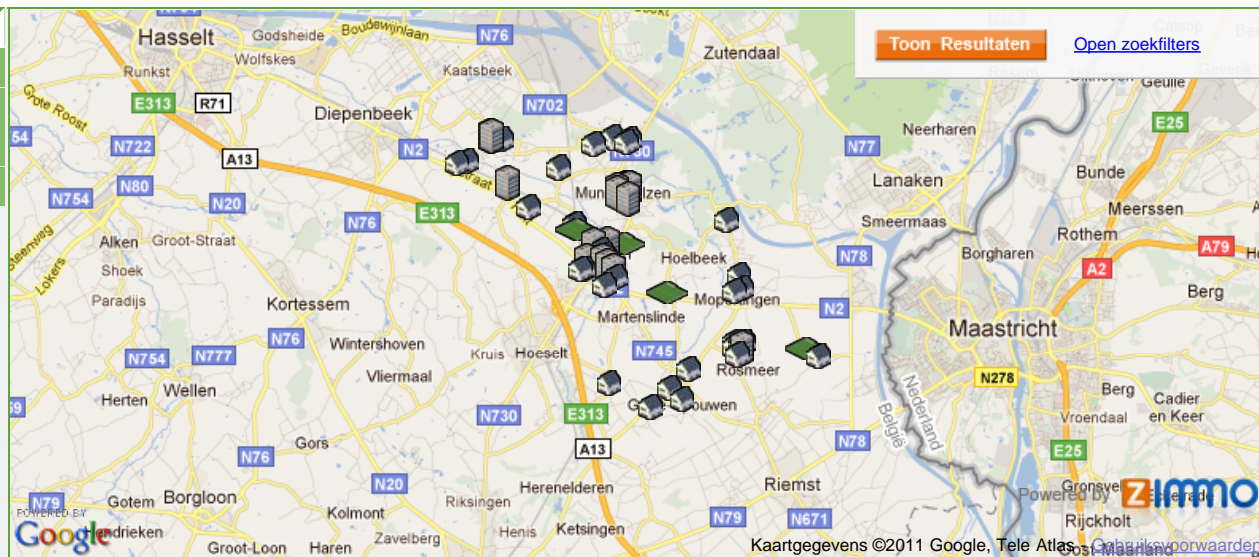 Hasselt
Godsheide
Boudewijnlaan
N76
Zutendaal
Toon Resultaten
Open zoekfilters
Runkst
Wolfskes
Kaatsbeek
Geulle
E313
R71
Grote Roost
Diepenbeek
N702
E25
54
N722
A13
N2
N77
Neerharen
N754
N80
N20
N76
E313
Lanaken
Bunde
Meerssen
Smeermaas
Alken
Groot-Straat
Hoelbeek
N78
Borgharen
Rothem
A79
Lokers
Shoek
A2
Paradijs
Kortessem
Martenslinde
N2
Berg
Maastricht
N76
Wintershoven
Kruis
Hoeselt
N745
N754
N777
Vliermaal
Rosmeer
N278
Wellen
Herten
Berg
Cadier
en Keer
N730
E313
Nederland
België
Vroendaal
Gors
A13
N78
E25
N76
N20
Herenelderen
Riemst
N79
Gotem
Borgloon
Riksingen
Powered by
ZIMMO
POWERED BY
Google
Kolmont
Henis
Ketsingen
N79
N671
Rijckholt
Groot-Loon
Haren
Zavelberg
Kaartgegevens ©2011 Google, Tele Atlas - Gebruiksvoorwaarden